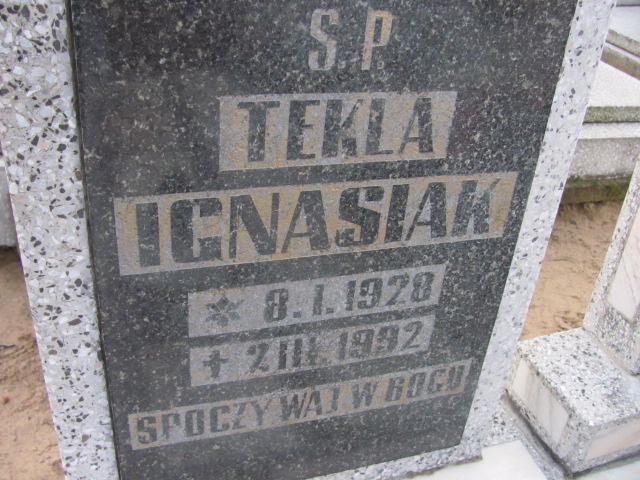 Ś.P.
TEKLA
IGNASIAK
* 8.I.1928
+ 2.III.1992
SPOCZYWAJ W BOGU